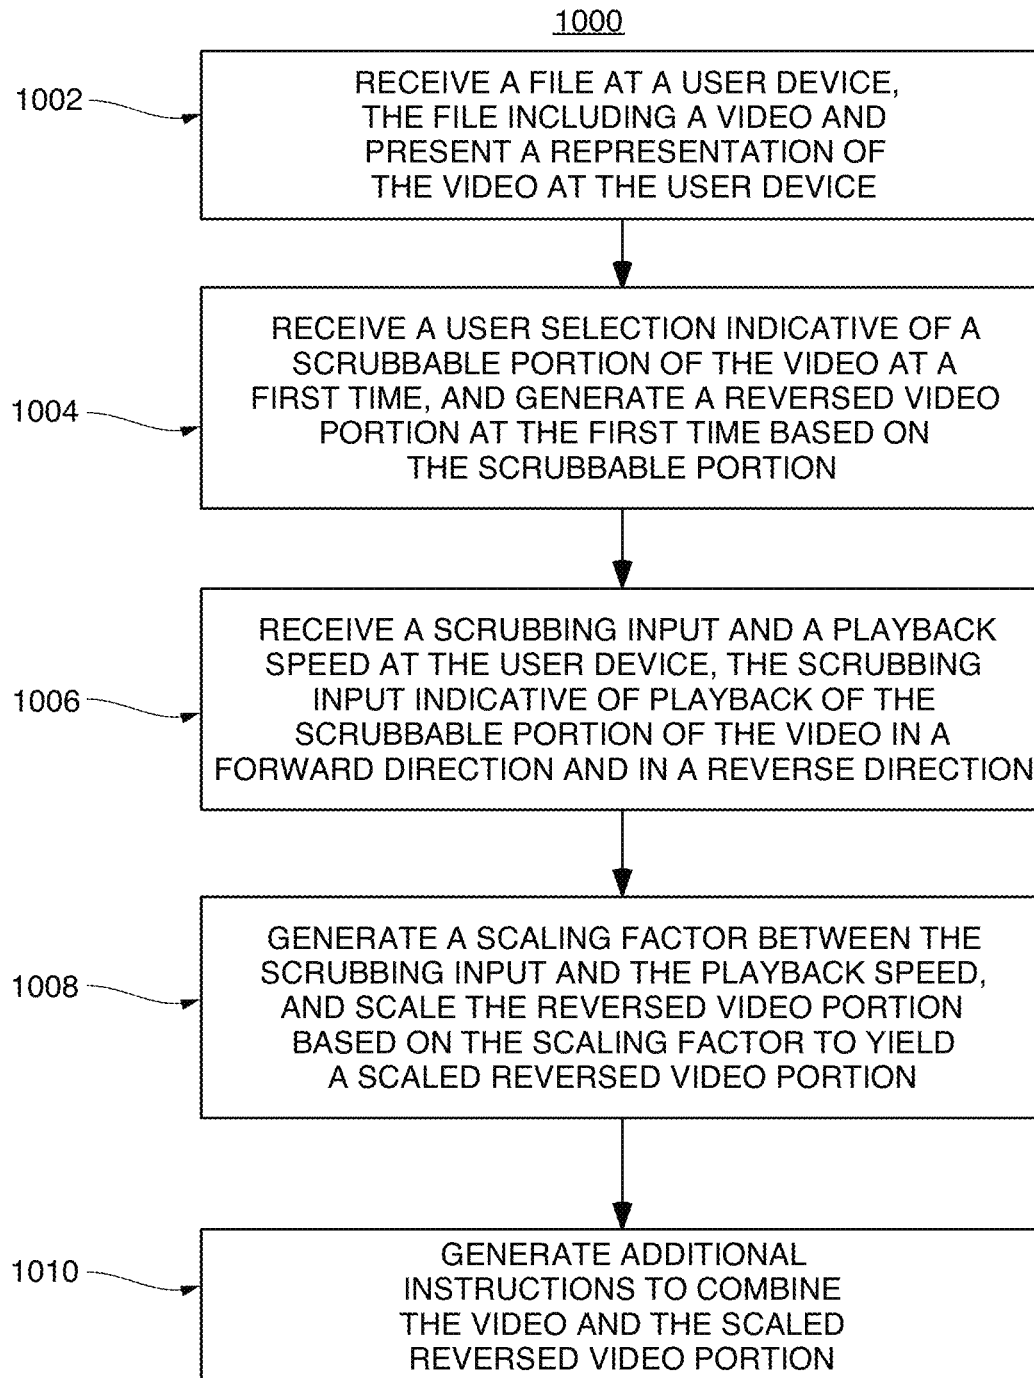 1000
1002
RECEIVE A FILE AT A USER DEVICE,
THE FILE INCLUDING A VIDEO AND
PRESENT A REPRESENTATION OF
THE VIDEO AT THE USER DEVICE
1004
RECEIVE A USER SELECTION INDICATIVE OF A
SCRUBBABLE PORTION OF THE VIDEO AT A
FIRST TIME, AND GENERATE A REVERSED VIDEO
PORTION AT THE FIRST TIME BASED ON
THE SCRUBBABLE PORTION
1006
RECEIVE A SCRUBBING INPUT AND A PLAYBACK
SPEED AT THE USER DEVICE, THE SCRUBBING
INPUT INDICATIVE OF PLAYBACK OF THE
SCRUBBABLE PORTION OF THE VIDEO IN A
FORWARD DIRECTION AND IN A REVERSE DIRECTION
1008
GENERATE A SCALING FACTOR BETWEEN THE
SCRUBBING INPUT AND THE PLAYBACK SPEED,
AND SCALE THE REVERSED VIDEO PORTION
BASED ON THE SCALING FACTOR TO YIELD
A SCALED REVERSED VIDEO PORTION
1010
GENERATE ADDITIONAL
INSTRUCTIONS TO COMBINE
THE VIDEO AND THE SCALED
REVERSED VIDEO PORTION